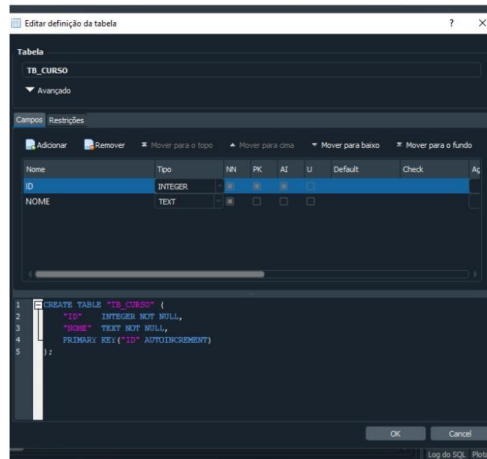 Editar definição da tabela ? X
Tabela
TB_CURSO
Avançado
Campos Restrições
Adicionar Remover Mover para o topo Mover para cima Mover para baixo Mover para o fundo
Nome Tipo NN PK AI U Default Check
ID INTEGER
NOME TEXT
1 CREATE TABLE "TB_CURSO" (
2 "ID" INTEGER NOT NULL,
3 "NOME" TEXT NOT NULL,
4 PRIMARY KEY("ID" AUTOINCREMENT)
5 );
OK Cancel
Log do SQL Plota